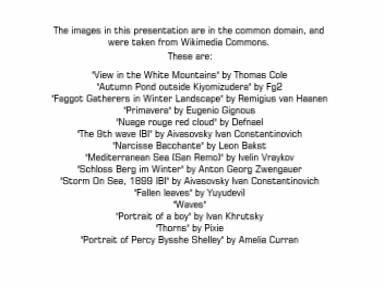 The images in this presentation are in the common domain, and
were taken from Wikimedia Commons.
These are:
"View in the White Mountains" by Thomas Cole
"Autumn Pond outside Kiyomizudera" by Fg2
"Faggot Gatherers in Winter Landscape" by Remigius van Haanen
"Primavera" by Eugenio Gignous
"Nuage rouge red cloud" by Defnael
"The 9th wave IBI" by Aivasovsky Ivan Constantinovich
"Narcisse Bacchante" by Leon Bakst
"Mediterranean Sea (San Remo)" by Ivelin Vraykov
"Schloss Berg im Winter" by Anton Georg Zwengauer
"Storm On Sea, 1899 IBI" by Aivasovsky Ivan Constantinovich
"Fallen leaves" by Yuyudevil
"Waves"
"Portrait of a boy" by Ivan Khrutsky
"Thorns" by Pixie
"Portrait of Percy Bysshe Shelley" by Amelia Curran